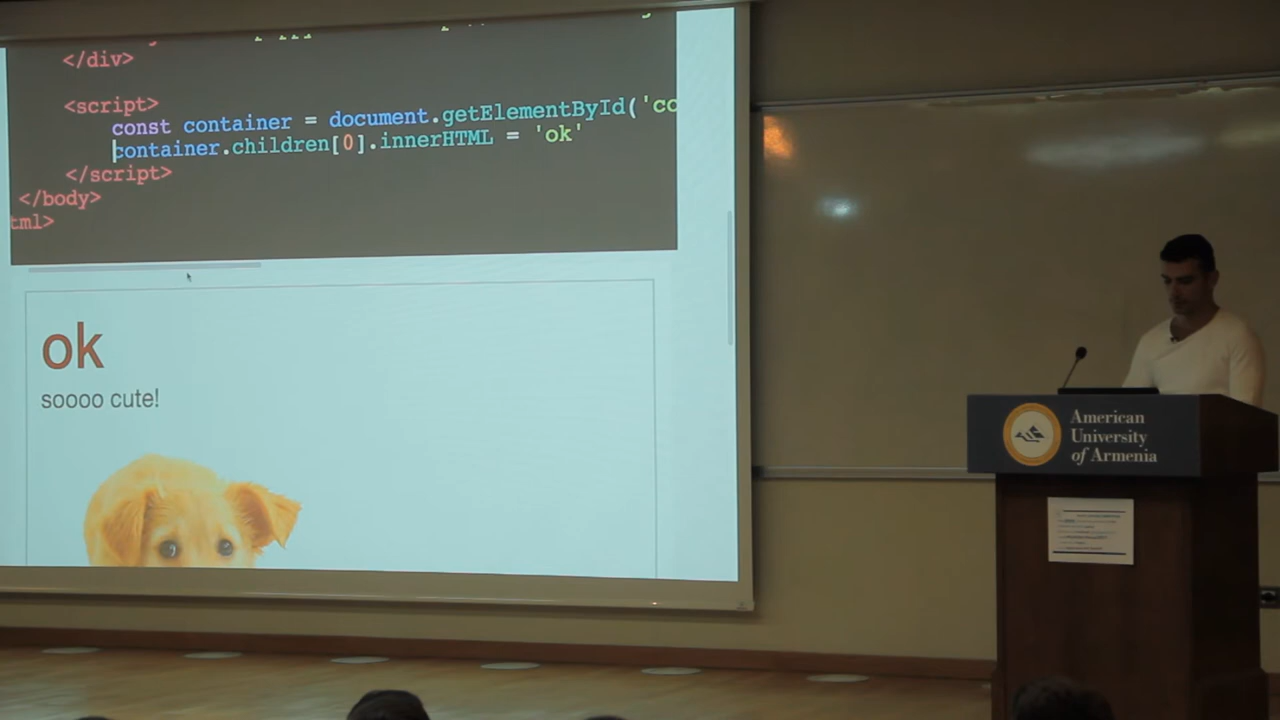 </div>
<script>
const container = document.getElementById('co
container.children[0].innerHTML = 'ok'
</script>
</body>
tml>
ok
soooo cute!
American
University
of Armenia